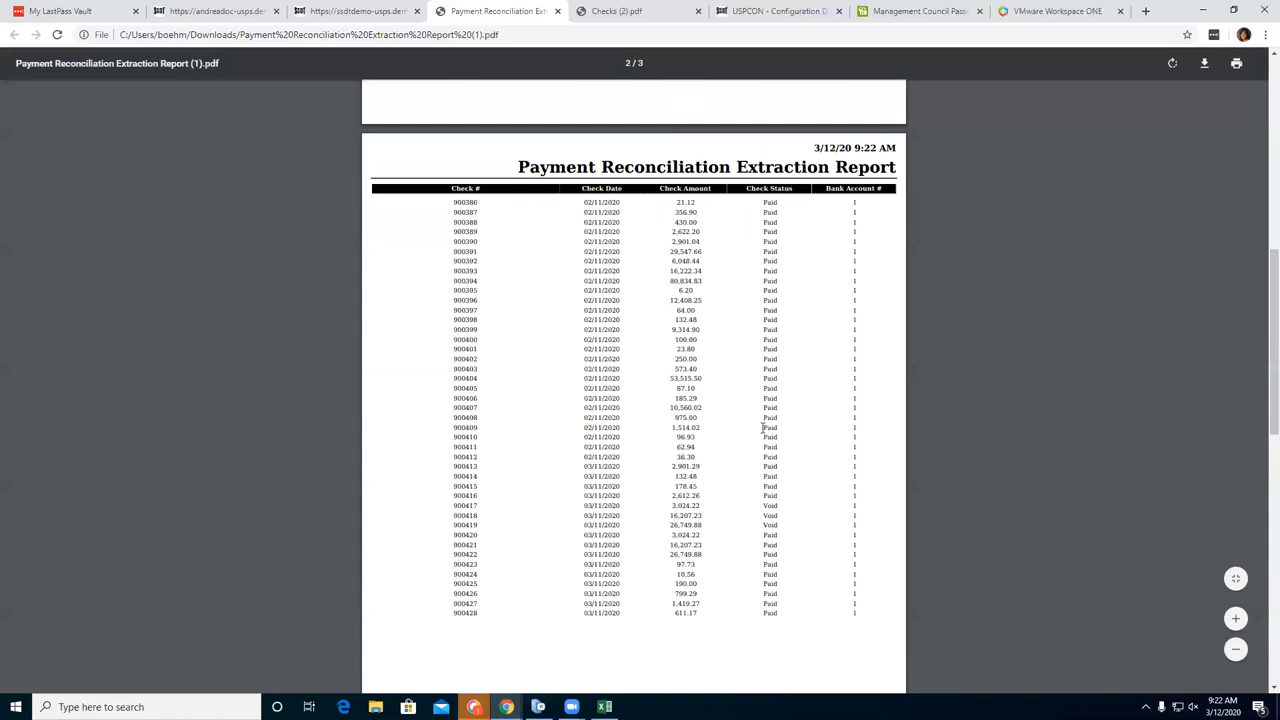 My LastPass Vault
https://andreadoc-usps.dem
https://ssdtdemo-usps.dem
Payment Reconciliation Extra
Checks (2).pdf
USPCON - Configuration D
Management Council Pass
VMware Workspace ONE
File
C:/Users/boehm/Downloads/Payment%20Reconciliation%20Extraction%20Report%20(1).pdf
Payment Reconciliation Extraction Report (1).pdf
2 / 3
3/12/20 9:22 AM
Payment Reconciliation Extraction Report
Check # Check Date Check Amount Check Status Bank Account #
900386 02/11/2020 21.12 Paid 1
900387 02/11/2020 356.90 Paid 1
900388 02/11/2020 430.00 Paid 1
900389 02/11/2020 2,622.20 Paid 1
900390 02/11/2020 2,901.04 Paid 1
900391 02/11/2020 29,547.66 Paid 1
900392 02/11/2020 6,048.44 Paid 1
900393 02/11/2020 16,222.34 Paid 1
900394 02/11/2020 80,834.83 Paid 1
900395 02/11/2020 6.20 Paid 1
900396 02/11/2020 12,408.25 Paid 1
900397 02/11/2020 64.00 Paid 1
900398 02/11/2020 132.48 Paid 1
900399 02/11/2020 9,314.90 Paid 1
900400 02/11/2020 100.00 Paid 1
900401 02/11/2020 23.80 Paid 1
900402 02/11/2020 250.00 Paid 1
900403 02/11/2020 573.40 Paid 1
900404 02/11/2020 53,515.50 Paid 1
900405 02/11/2020 87.10 Paid 1
900406 02/11/2020 185.29 Paid 1
900407 02/11/2020 10,560.02 Paid 1
900408 02/11/2020 975.00 Paid 1
900409 02/11/2020 1,514.02 Paid 1
900410 02/11/2020 96.93 Paid 1
900411 02/11/2020 62.94 Paid 1
900412 02/11/2020 36.30 Paid 1
900413 03/11/2020 2,901.29 Paid 1
900414 03/11/2020 132.48 Paid 1
900415 03/11/2020 178.45 Paid 1
900416 03/11/2020 2,612.26 Paid 1
900417 03/11/2020 3,024.22 Void 1
900418 03/11/2020 16,207.23 Void 1
900419 03/11/2020 26,749.88 Void 1
900420 03/11/2020 3,024.22 Paid 1
900421 03/11/2020 16,207.23 Paid 1
900422 03/11/2020 26,749.88 Paid 1
900423 03/11/2020 97.73 Paid 1
900424 03/11/2020 10.56 Paid 1
900425 03/11/2020 190.00 Paid 1
900426 03/11/2020 799.29 Paid 1
900427 03/11/2020 1,419.27 Paid 1
900428 03/11/2020 611.17 Paid 1
Type here to search
9:22 AM
3/12/2020